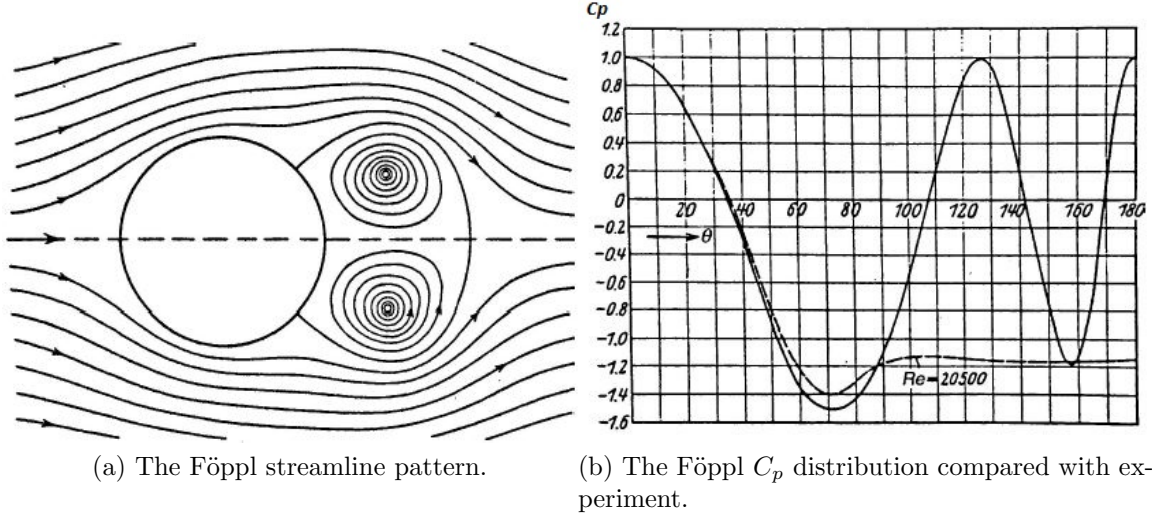 Cp
1.2
1.0
0.8
0.6
0.4
0.2
0
-0.2
-0.4
-0.6
-0.8
-1.0
-1.2
-1.4
-1.6
20 40 60 80 100 120 140 160 180
θ
Re=20500
(a) The Föppl streamline pattern.
(b) The Föppl Cp distribution compared with ex-
periment.